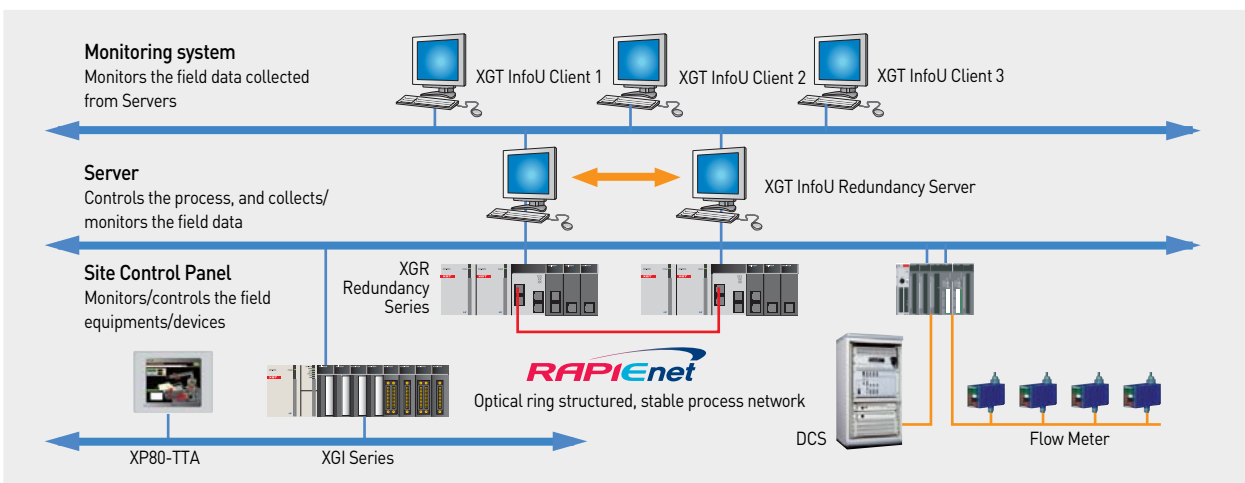 Monitoring system
Monitors the field data collected
from Servers
XGT InfoU Client 1
XGT InfoU Client 2
XGT InfoU Client 3
Server
Controls the process, and collects/
monitors the field data
XGT InfoU Redundancy Server
Site Control Panel
Monitors/controls the field
equipments/devices
XGR
Redundancy
Series
RAPIEnet
Optical ring structured, stable process network
DCS
Flow Meter
XP80-TTA
XGI Series